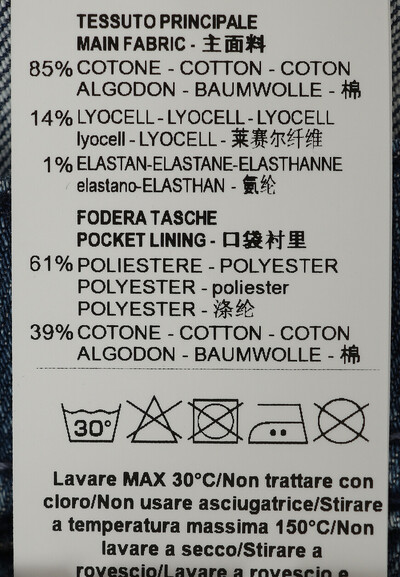 TESSUTO PRINCIPALE
MAIN FABRIC - 主面料
85% COTONE - COTTON - COTON
ALGODON - BAUMWOLLE - 棉
14% LYOCELL - LYOCELL - LYOCELL
lyocell - LYOCELL - 莱赛尔纤维
1% ELASTAN-ELASTANE-ELASTHANNE
elastano-ELASTHAN - 氨纶
FODERA TASCHE
POCKET LINING - 口袋衬里
61% POLIESTERE - POLYESTER
POLYESTER - poliester
POLYESTER - 涤纶
39% COTONE - COTTON - COTON
ALGODON - BAUMWOLLE - 棉
30°
Lavare MAX 30°C/Non trattare con
cloro/Non usare asciugatrice/Stirare
a temperatura massima 150°C/Non
lavare a secco/Stirare a
rovescio/Lavare a rovescio e